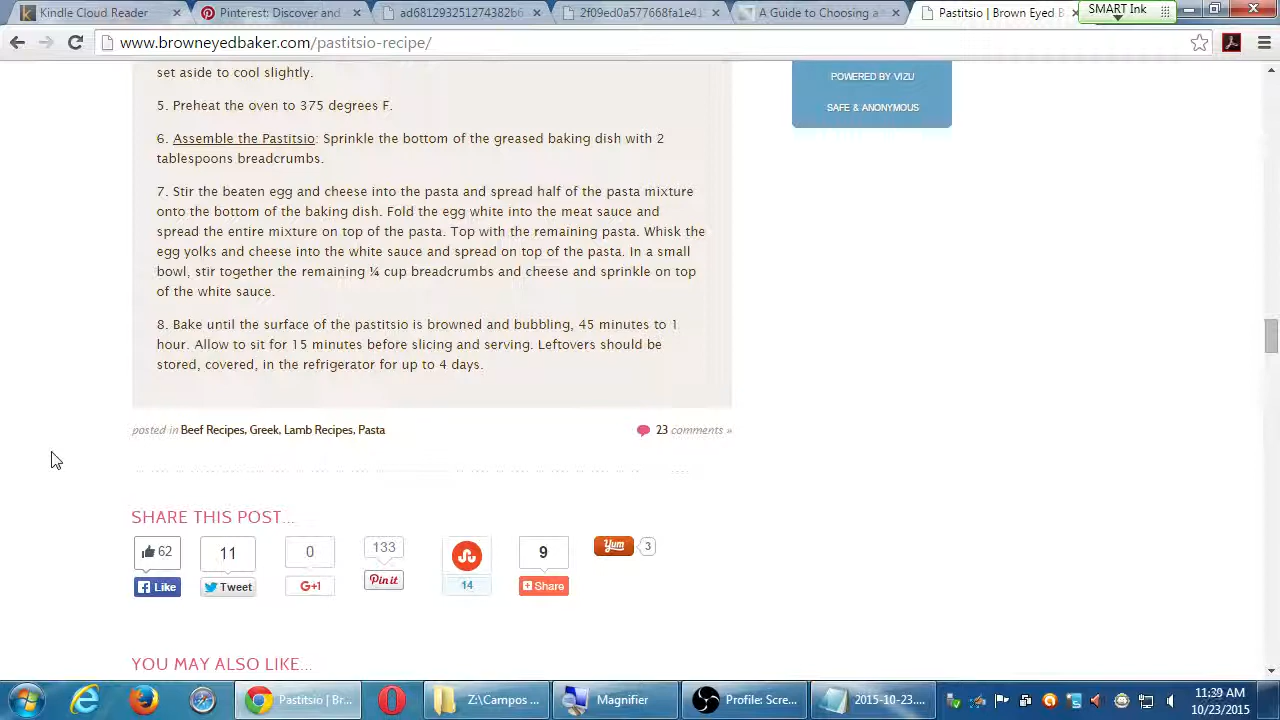 Kindle Cloud Reader
Pinterest: Discover and
ad681293251274382b6
2f09ed0a577668fa1e41
A Guide to Choosing a
Pastitsio | Brown Eyed B
SMART Ink
www.browneyedbaker.com/pastitsio-recipe/
set aside to cool slightly.
5. Preheat the oven to 375 degrees F.
6. Assemble the Pastitsio: Sprinkle the bottom of the greased baking dish with 2
tablespoons breadcrumbs.
7. Stir the beaten egg and cheese into the pasta and spread half of the pasta mixture
onto the bottom of the baking dish. Fold the egg white into the meat sauce and
spread the entire mixture on top of the pasta. Top with the remaining pasta. Whisk the
egg yolks and cheese into the white sauce and spread on top of the pasta. In a small
bowl, stir together the remaining ¼ cup breadcrumbs and cheese and sprinkle on top
of the white sauce.
8. Bake until the surface of the pastitsio is browned and bubbling, 45 minutes to 1
hour. Allow to sit for 15 minutes before slicing and serving. Leftovers should be
stored, covered, in the refrigerator for up to 4 days.
POWERED BY VIZU
SAFE & ANONYMOUS
posted in Beef Recipes, Greek, Lamb Recipes, Pasta
23 comments »
SHARE THIS POST...
62 11 0 133 14 9 Yum 3
Like Tweet +1 Pin it Share
YOU MAY ALSO LIKE...
Pastitsio | Br...
Z:\Campos ...
Magnifier
Profile: Scre...
2015-10-23....
11:39 AM
10/23/2015